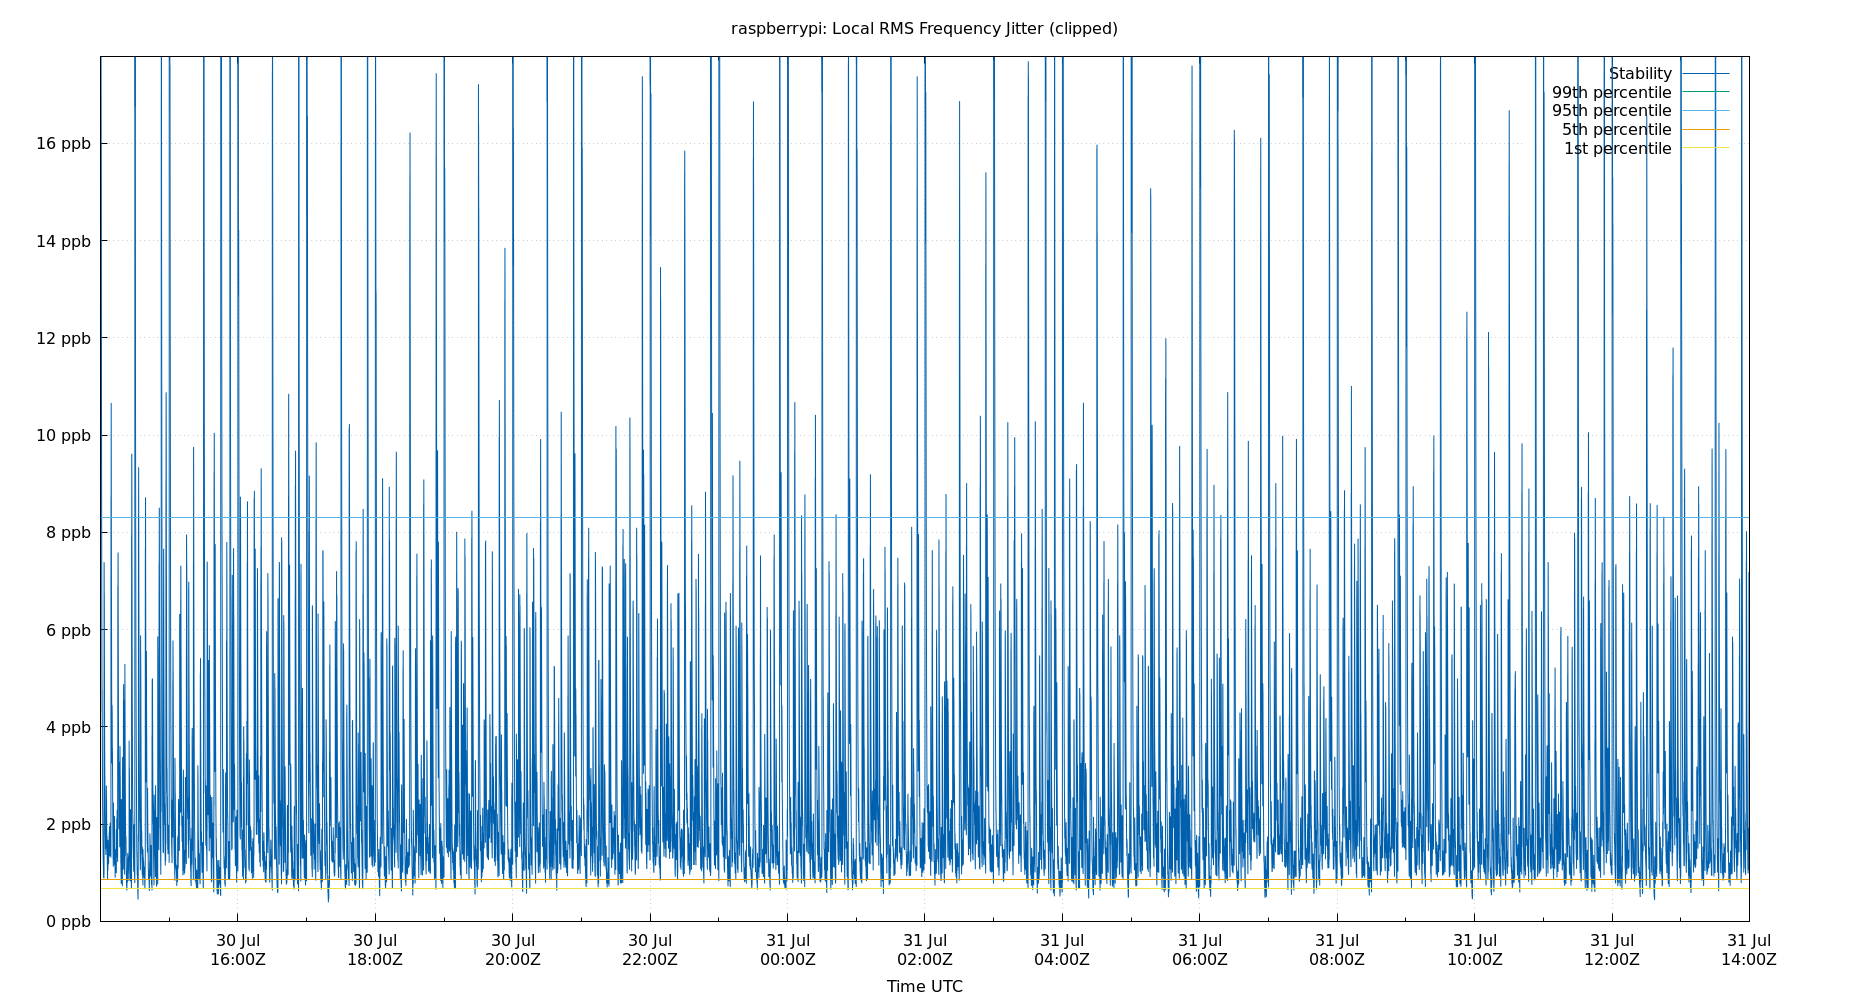 raspberrypi: Local RMS Frequency Jitter (clipped)
Stability
99th percentile
95th percentile
5th percentile
1st percentile
16 ppb
14 ppb
12 ppb
10 ppb
8 ppb
6 ppb
4 ppb
2 ppb
0 ppb
30 Jul 30 Jul 30 Jul 30 Jul 31 Jul 31 Jul 31 Jul 31 Jul 31 Jul 31 Jul 31 Jul 31 Jul
16:00Z 18:00Z 20:00Z 22:00Z 00:00Z 02:00Z 04:00Z 06:00Z 08:00Z 10:00Z 12:00Z 14:00Z
Time UTC